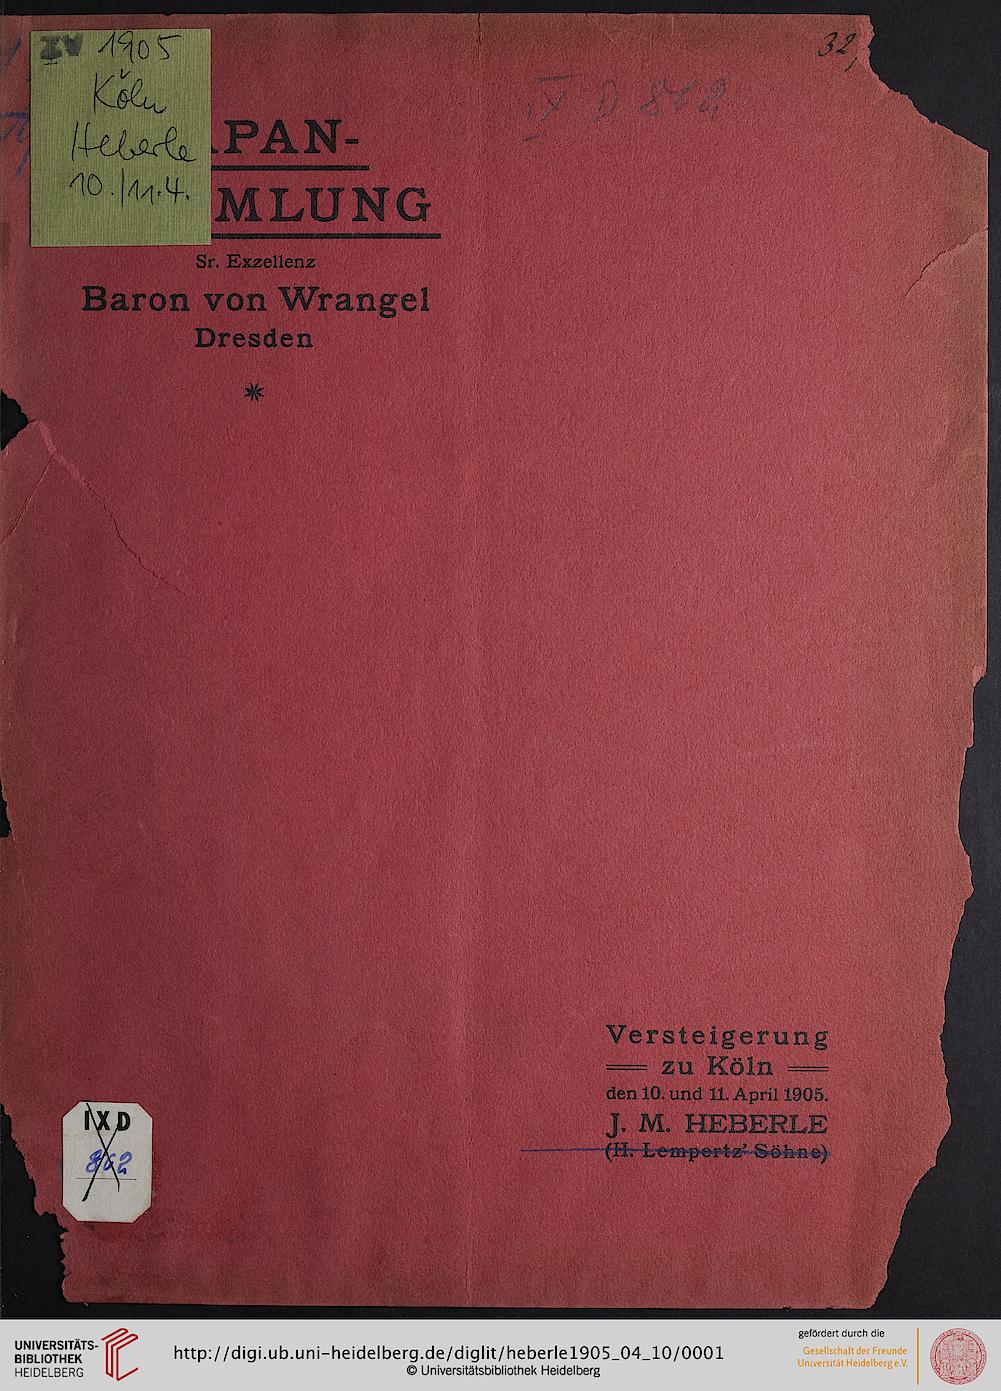 IV 1905
Köln
Heberle
10./11.4.
32,
IX D 862
PAN-
MLUNG
Sr. Exzellenz
Baron von Wrangel
Dresden
Versteigerung
zu Köln
den 10. und 11. April 1905.
J. M. HEBERLE
(H. Lempertz' Söhne)
IXD
862
UNIVERSITÄTS-
BIBLIOTHEK
HEIDELBERG
http://digi.ub.uni-heidelberg.de/diglit/heberle1905_04_10/0001
© Universitätsbibliothek Heidelberg
gefördert durch die
Gesellschaft der Freunde
Universität Heidelberg e.V.